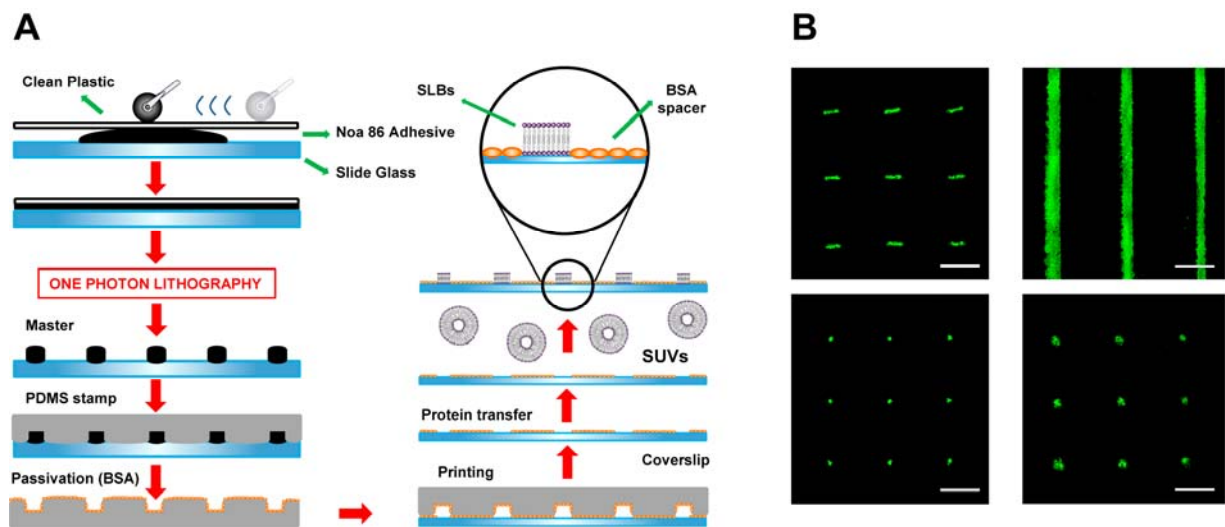 A
B
Clean Plastic
Noa 86 Adhesive
Slide Glass
ONE PHOTON LITHOGRAPHY
Master
PDMS stamp
Passivation (BSA)
SLBs
BSA
spacer
SUVs
Protein transfer
Coverslip
Printing